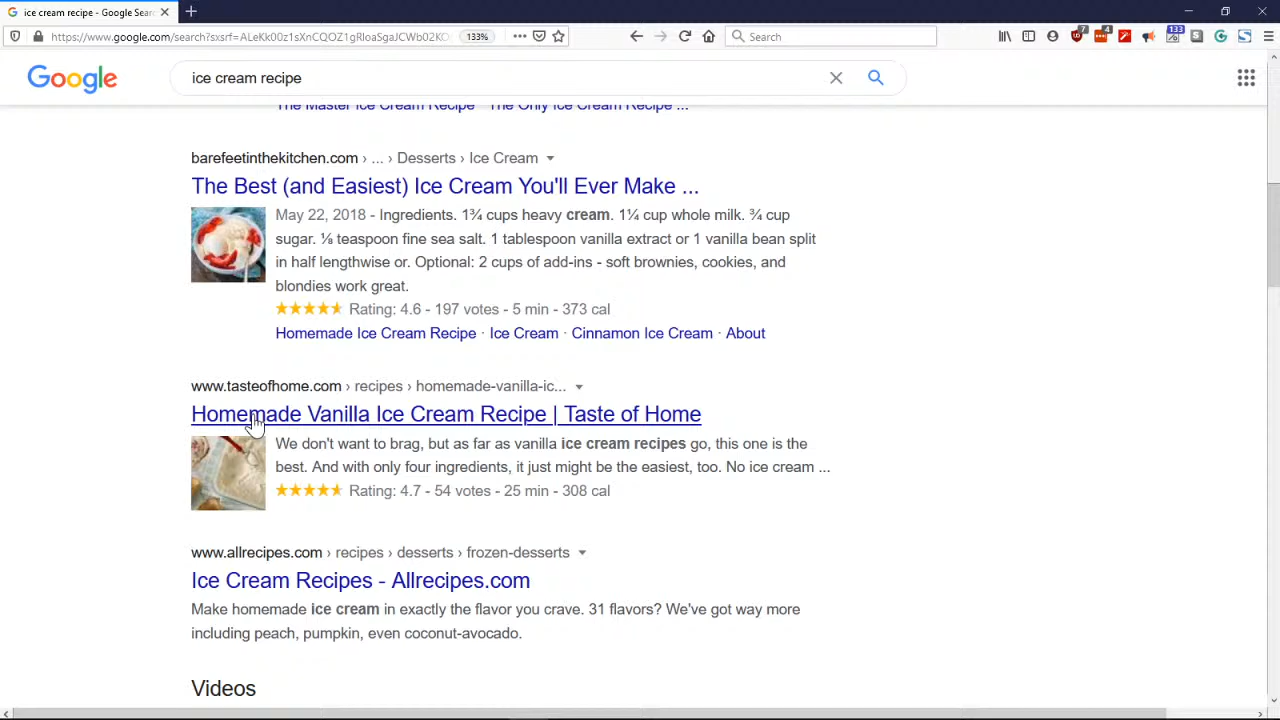 ice cream recipe - Google Sear
https://www.google.com/search?sxsrf=ALeKk00z1sXnCQOZ1gRIoaSgaJCWb02KD
133%
Search
7
4
133
Google
ice cream recipe
The Master Ice Cream Recipe · The Only Ice Cream Recipe ...
barefeetinthekitchen.com › ... › Desserts › Ice Cream
The Best (and Easiest) Ice Cream You'll Ever Make ...
May 22, 2018 - Ingredients. 1¾ cups heavy cream. 1¼ cup whole milk. ¾ cup
sugar. ⅛ teaspoon fine sea salt. 1 tablespoon vanilla extract or 1 vanilla bean split
in half lengthwise or. Optional: 2 cups of add-ins - soft brownies, cookies, and
blondies work great.
Rating: 4.6 - 197 votes - 5 min - 373 cal
Homemade Ice Cream Recipe · Ice Cream · Cinnamon Ice Cream · About
www.tasteofhome.com › recipes › homemade-vanilla-ic...
Homemade Vanilla Ice Cream Recipe | Taste of Home
We don't want to brag, but as far as vanilla ice cream recipes go, this one is the
best. And with only four ingredients, it just might be the easiest, too. No ice cream ...
Rating: 4.7 - 54 votes - 25 min - 308 cal
www.allrecipes.com › recipes › desserts › frozen-desserts
Ice Cream Recipes - Allrecipes.com
Make homemade ice cream in exactly the flavor you crave. 31 flavors? We've got way more
including peach, pumpkin, even coconut-avocado.
Videos